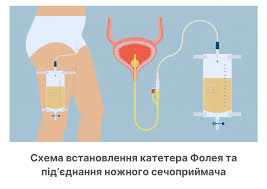 Схема встановлення катетера Фолея та
під’єднання ножного сечоприймача